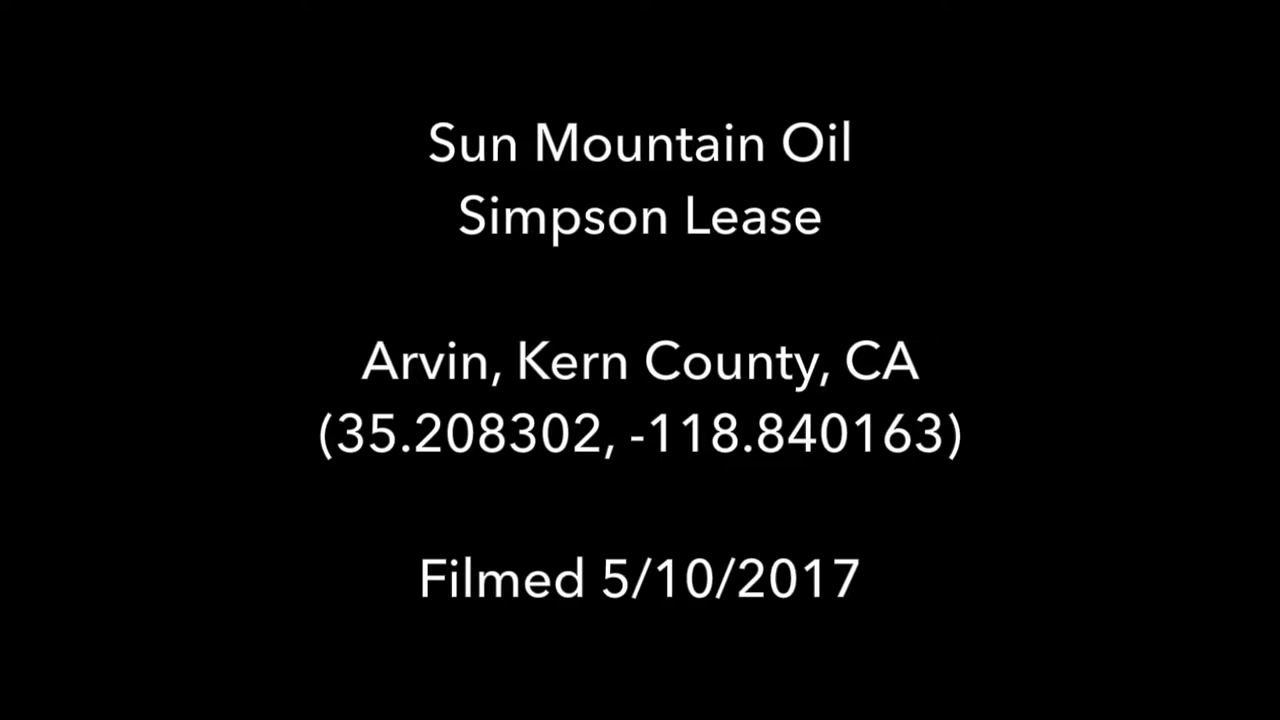 Sun Mountain Oil
Simpson Lease
Arvin, Kern County, CA
(35.208302, -118.840163)
Filmed 5/10/2017